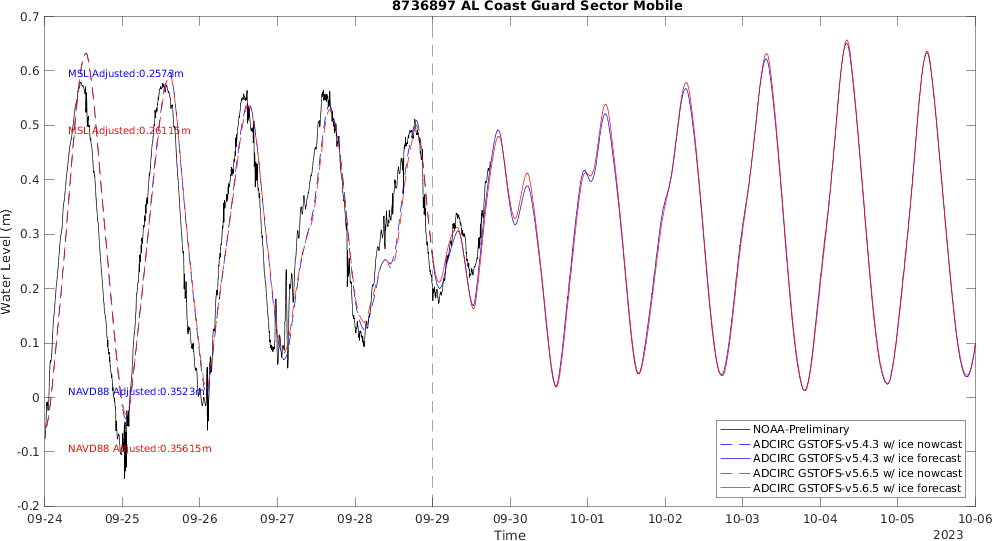 8736897 AL Coast Guard Sector Mobile
0.7
0.6
0.5
0.4
0.3
0.2
0.1
0
-0.1
-0.2
Water Level (m)
MSL Adjusted:0.2573m
MSL Adjusted:0.26115m
NAVD88 Adjusted:0.3523m
NAVD88 Adjusted:0.35615m
NOAA-Preliminary
ADCIRC GSTOFS-v5.4.3 w/ ice nowcast
ADCIRC GSTOFS-v5.4.3 w/ ice forecast
ADCIRC GSTOFS-v5.6.5 w/ ice nowcast
ADCIRC GSTOFS-v5.6.5 w/ ice forecast
09-24 09-25 09-26 09-27 09-28 09-29 09-30 10-01 10-02 10-03 10-04 10-05 10-06
Time
2023